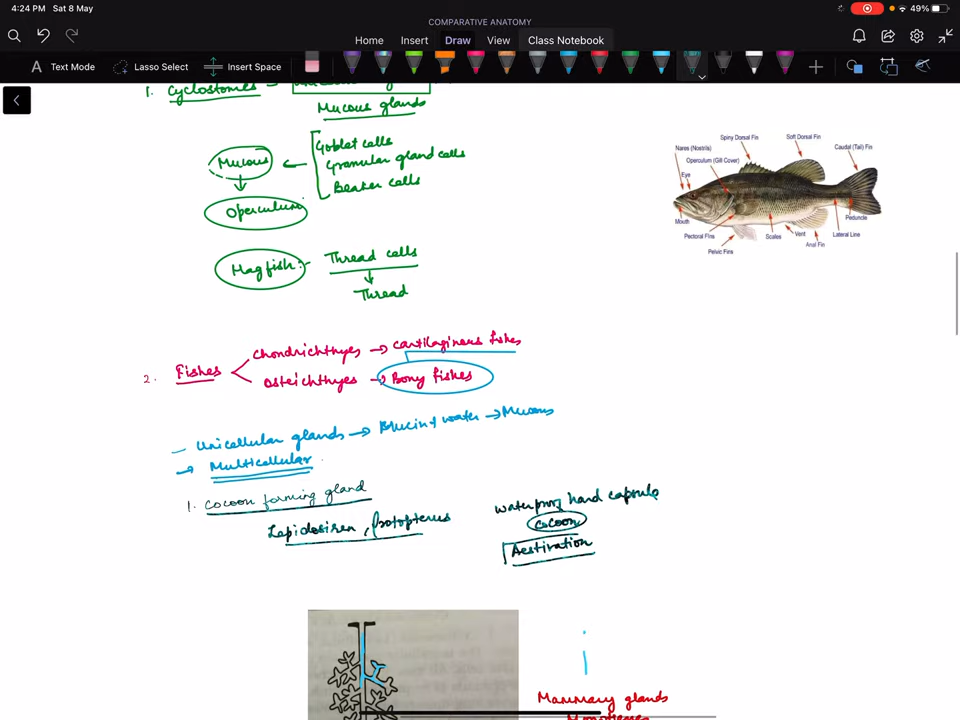 4:24 PM Sat 8 May
49%
COMPARATIVE ANATOMY
Home Insert Draw View Class Notebook
Text Mode Lasso Select Insert Space
1. Cyclostomes →
Mucous glands
Mucous ← Goblet cells
Granular gland cells
Beaker cells
Operculum
Hagfish:- Thread cells
Thread
Spiny Dorsal Fin
Soft Dorsal Fin
Nares (Nostrils)
Caudal (Tail) Fin
Operculum (Gill Cover)
Eye
Mouth
Peduncle
Pectoral Fins
Scales
Vent
Lateral Line
Anal Fin
Pelvic Fins
2. Fishes
Chondrichthyes → Cartilaginous fishes
Osteichthyes → Bony fishes
- Unicellular glands → Mucin + water → Mucous
→ Multicellular
1. Cocoon forming gland
Lepidosiren, Protopterus
waterproof hard capsule
Cocoon
Aestivation
Mammary glands